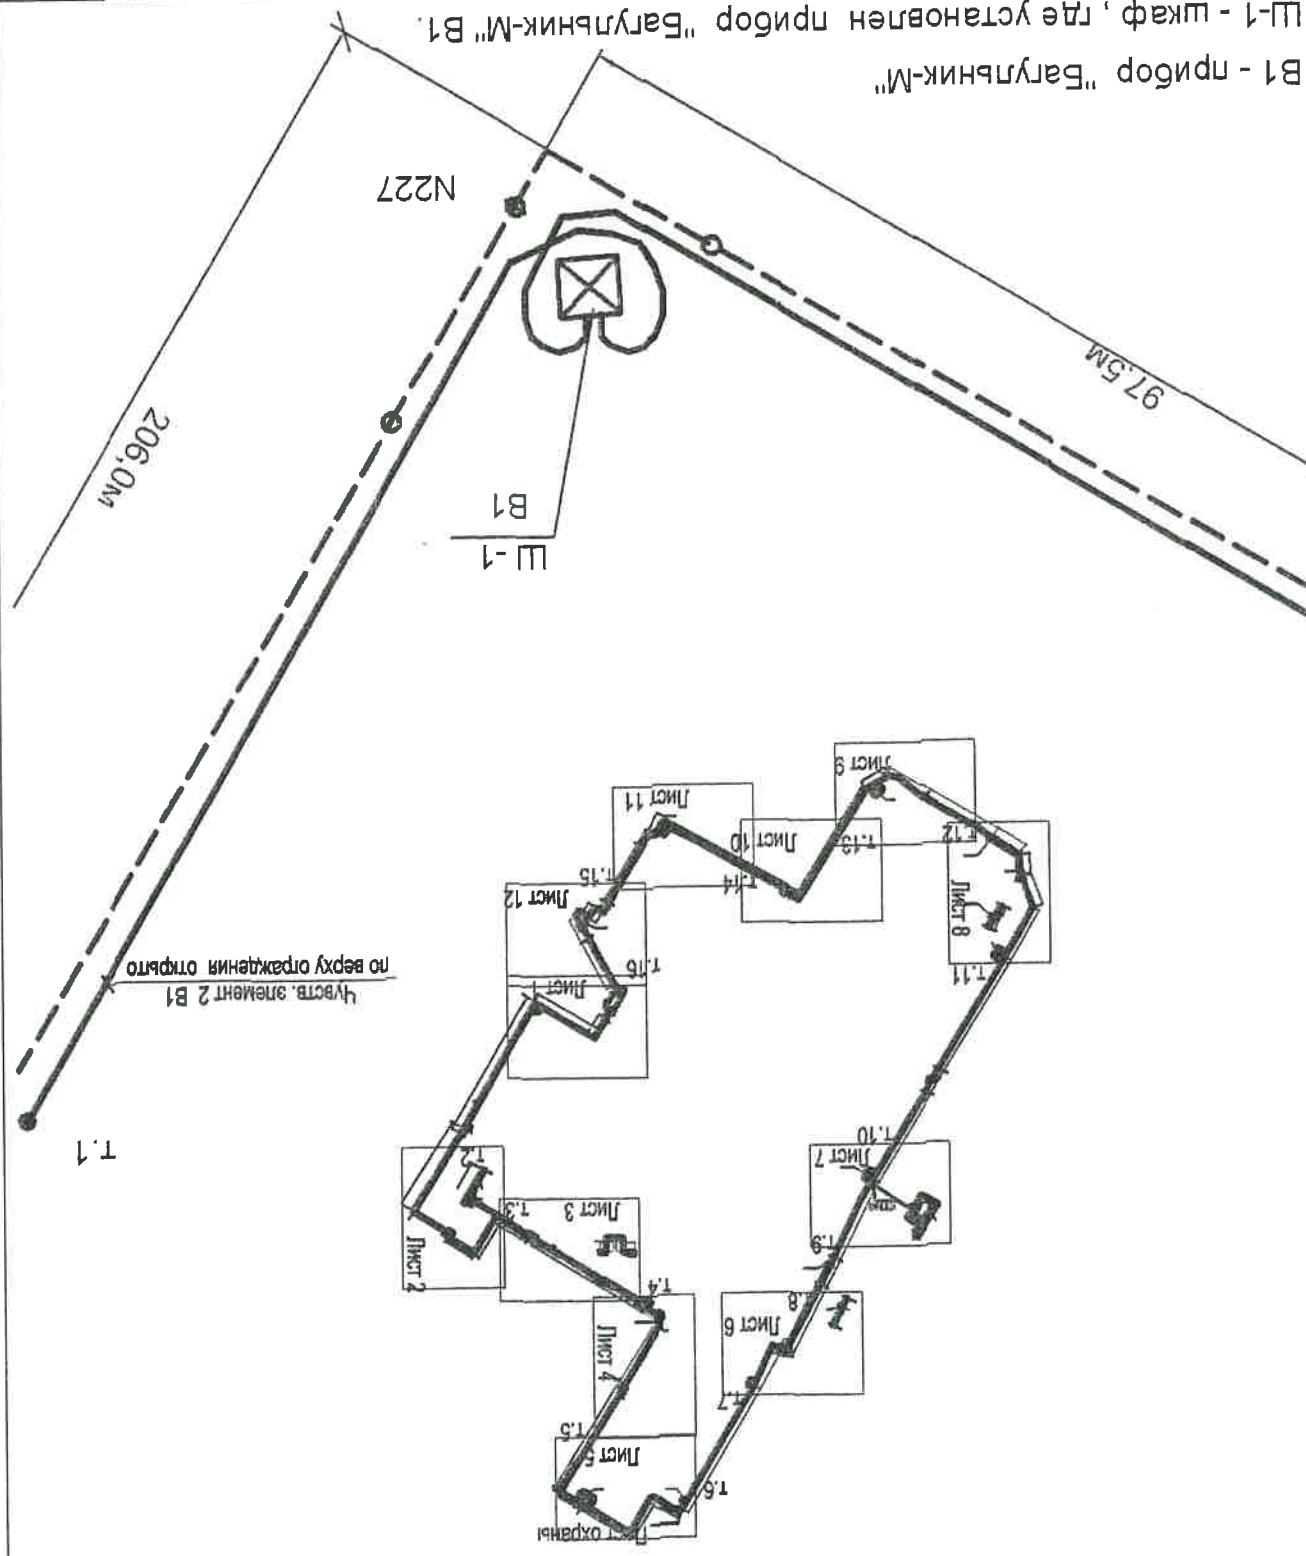 Пост охраны
т.6
Лист 5
т.5
т.7
Лист 6
Лист 4
т.8
т.4
т.9
Лист 3
т.3
Лист 2
Лист 7
т.10
т.2
т.1
Чувств. элемент 2 В1
по верху ограждения открыто
Лист 1
т.11
т.16
Лист 8
Лист 12
т.15
т.14
т.12
т.13
Лист 10
Лист 11
Лист 9
Ш-1
В1
206,0м
97.5м
N227
В1 - прибор "Багульник-М"
Ш-1 - шкаф , где установлен прибор "Багульник-М" В1.